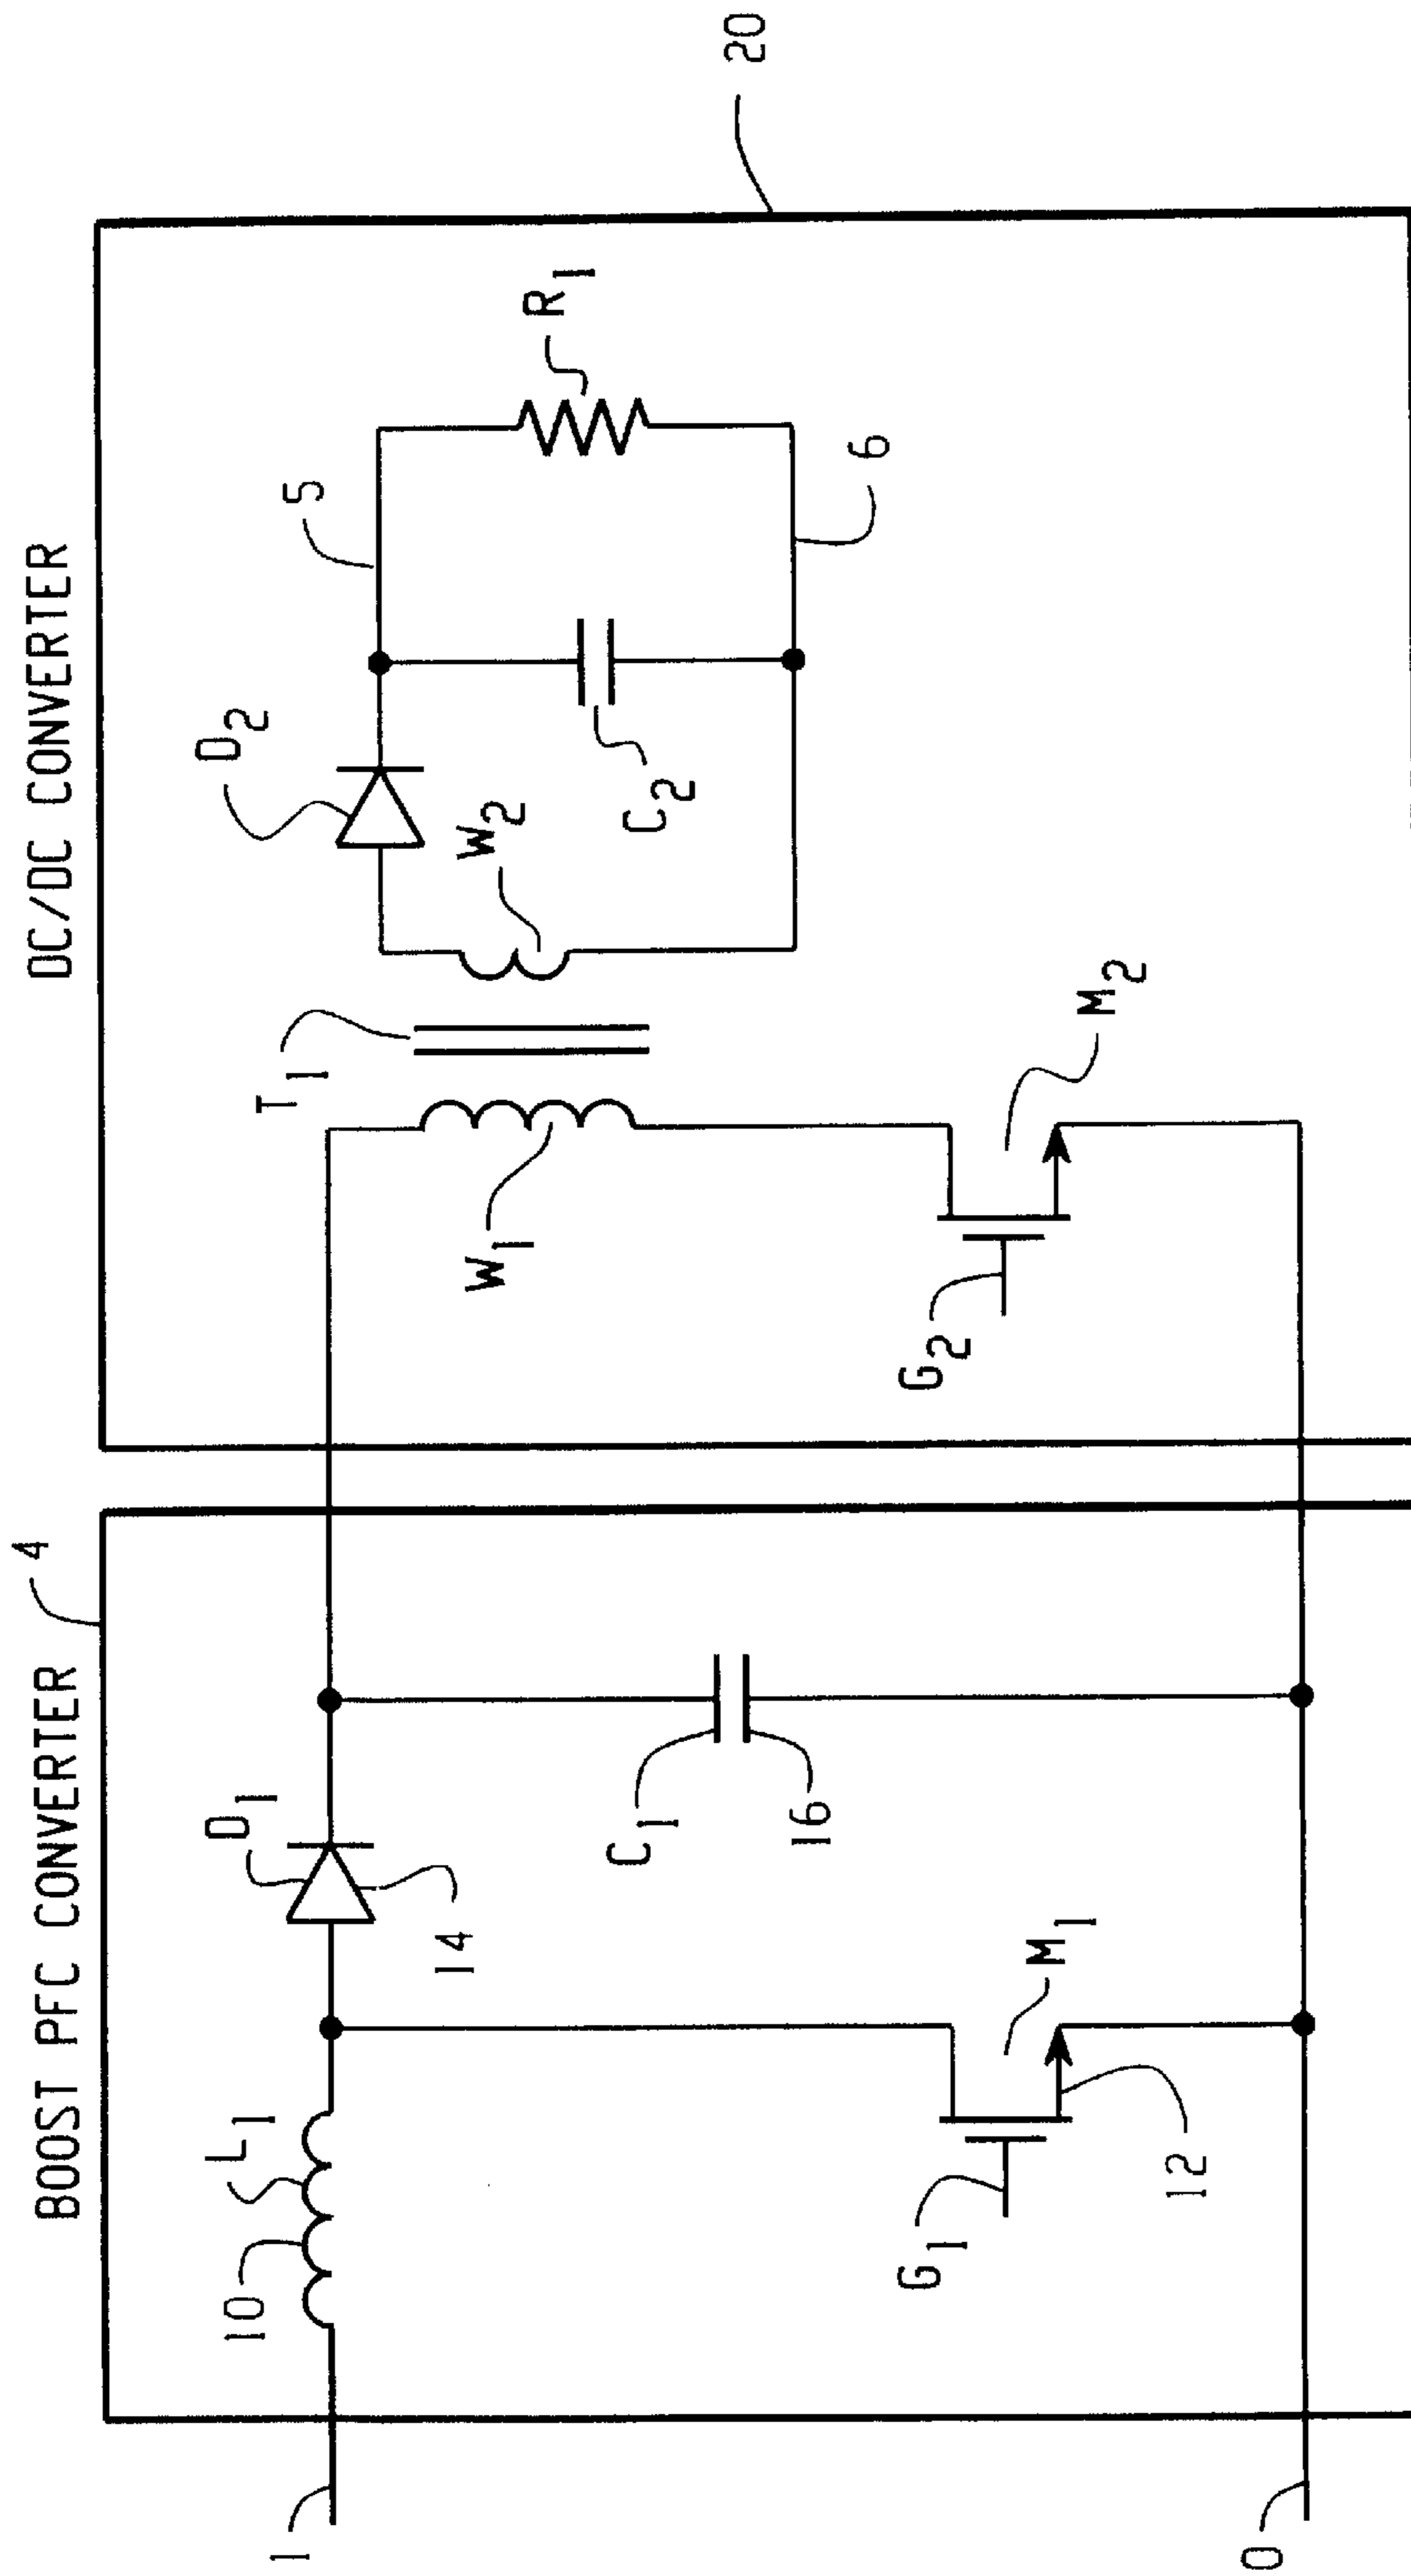 BOOST PFC CONVERTER
4
DC/DC CONVERTER
20
1
10
L1
D1
14
C1
16
G1
M1
12
0
T1
W1
W2
D2
5
C2
R1
6
G2
M2